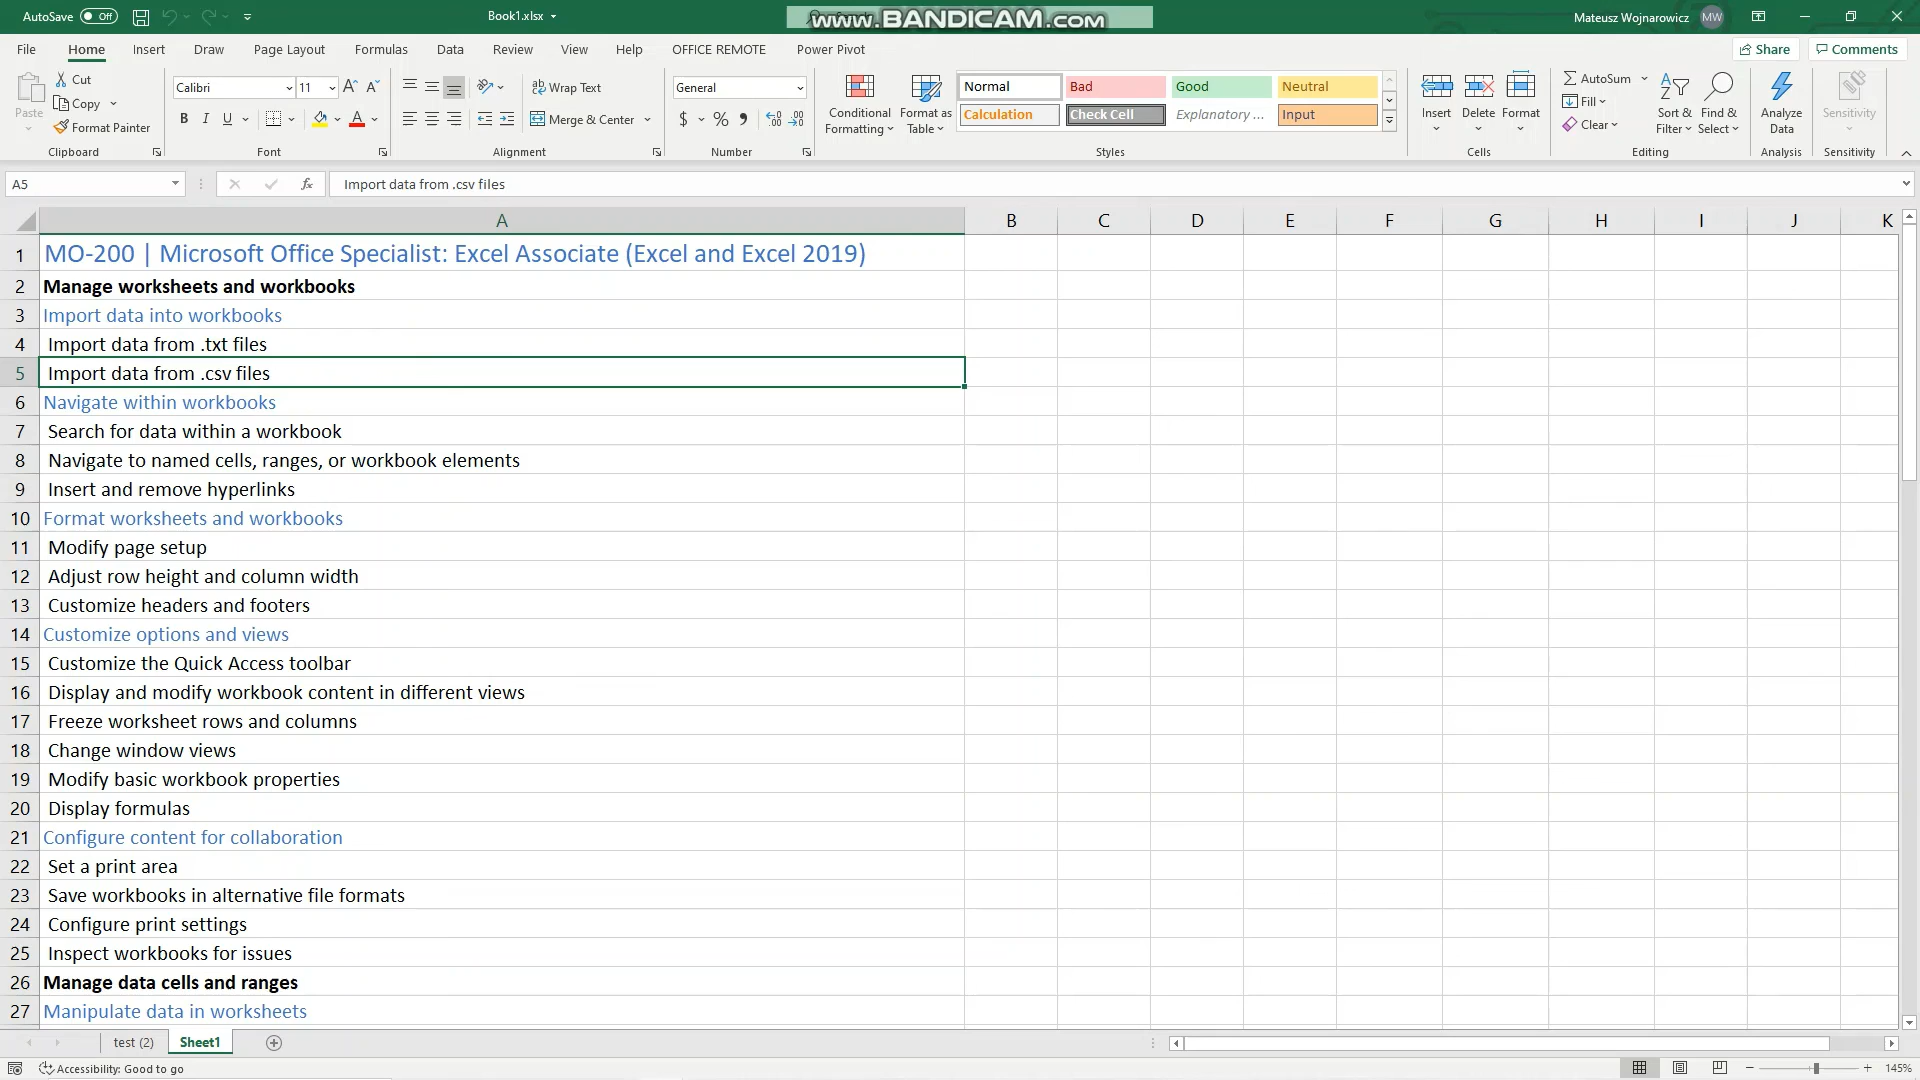 AutoSave Off Book1.xlsx www.BANDICAM.com Mateusz Wojnarowicz MW
File Home Insert Draw Page Layout Formulas Data Review View Help OFFICE REMOTE Power Pivot Share Comments
Paste Cut Copy Format Painter Clipboard
Calibri 11 B I U A A A Font
Wrap Text Merge & Center Alignment
General $ % , Number
Conditional Formatting Format as Table
Normal Bad Good Neutral
Calculation Check Cell Explanatory ... Input
Styles
Insert Delete Format Cells
AutoSum Fill Clear Sort & Filter Find & Select Editing
Analyze Data Analysis
Sensitivity Sensitivity
A5 fx Import data from .csv files
A B C D E F G H I J K
1 MO-200 | Microsoft Office Specialist: Excel Associate (Excel and Excel 2019)
2 Manage worksheets and workbooks
3 Import data into workbooks
4 Import data from .txt files
5 Import data from .csv files
6 Navigate within workbooks
7 Search for data within a workbook
8 Navigate to named cells, ranges, or workbook elements
9 Insert and remove hyperlinks
10 Format worksheets and workbooks
11 Modify page setup
12 Adjust row height and column width
13 Customize headers and footers
14 Customize options and views
15 Customize the Quick Access toolbar
16 Display and modify workbook content in different views
17 Freeze worksheet rows and columns
18 Change window views
19 Modify basic workbook properties
20 Display formulas
21 Configure content for collaboration
22 Set a print area
23 Save workbooks in alternative file formats
24 Configure print settings
25 Inspect workbooks for issues
26 Manage data cells and ranges
27 Manipulate data in worksheets
test (2) Sheet1
Accessibility: Good to go 145%